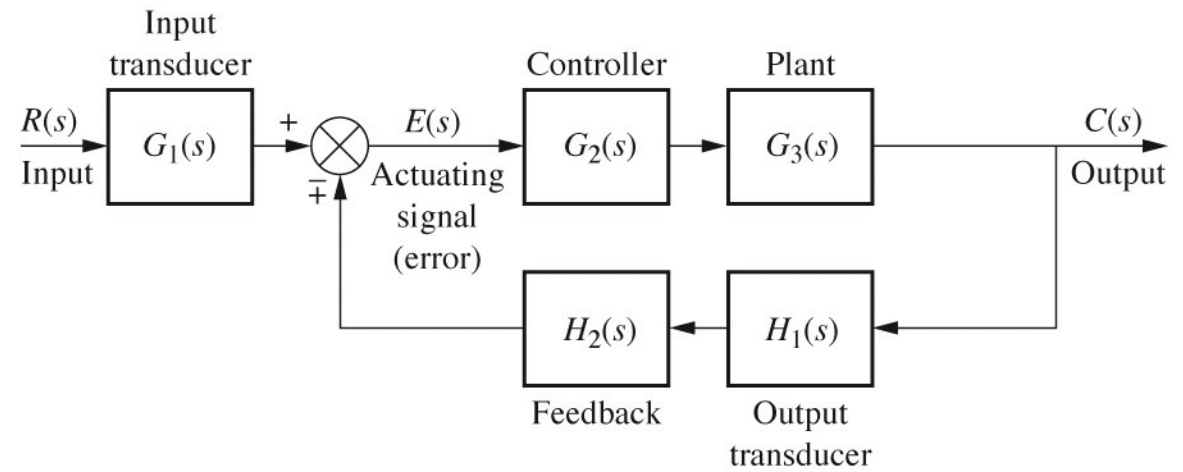 Input
transducer
Controller
Plant
R(s)
Input
G₁(s)
+
E(s)
Actuating
signal
(error)
∓
G₂(s)
G₃(s)
C(s)
Output
H₂(s)
H₁(s)
Feedback
Output
transducer